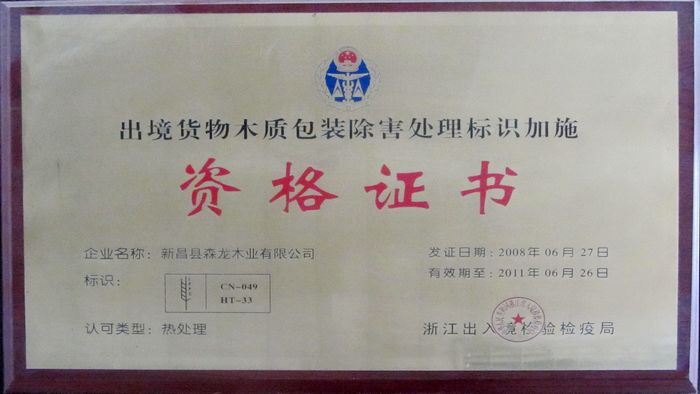 出境货物木质包装除害处理标识加施
资格证书
企业名称：新昌县森龙木业有限公司
发证日期：2008年06月27日
标识：
CN-049
HT-33
有效期至：2011年06月26日
认可类型：热处理
浙江出入境检验检疫局